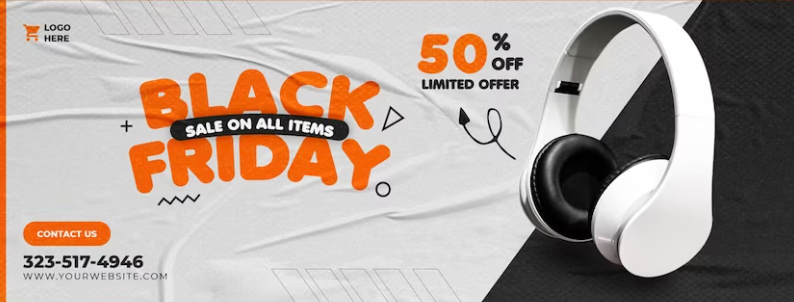 LOGO
HERE
BLACK
SALE ON ALL ITEMS
FRIDAY
50% OFF
LIMITED OFFER
CONTACT US
323-517-4946
WWW.YOURWEBSITE.COM